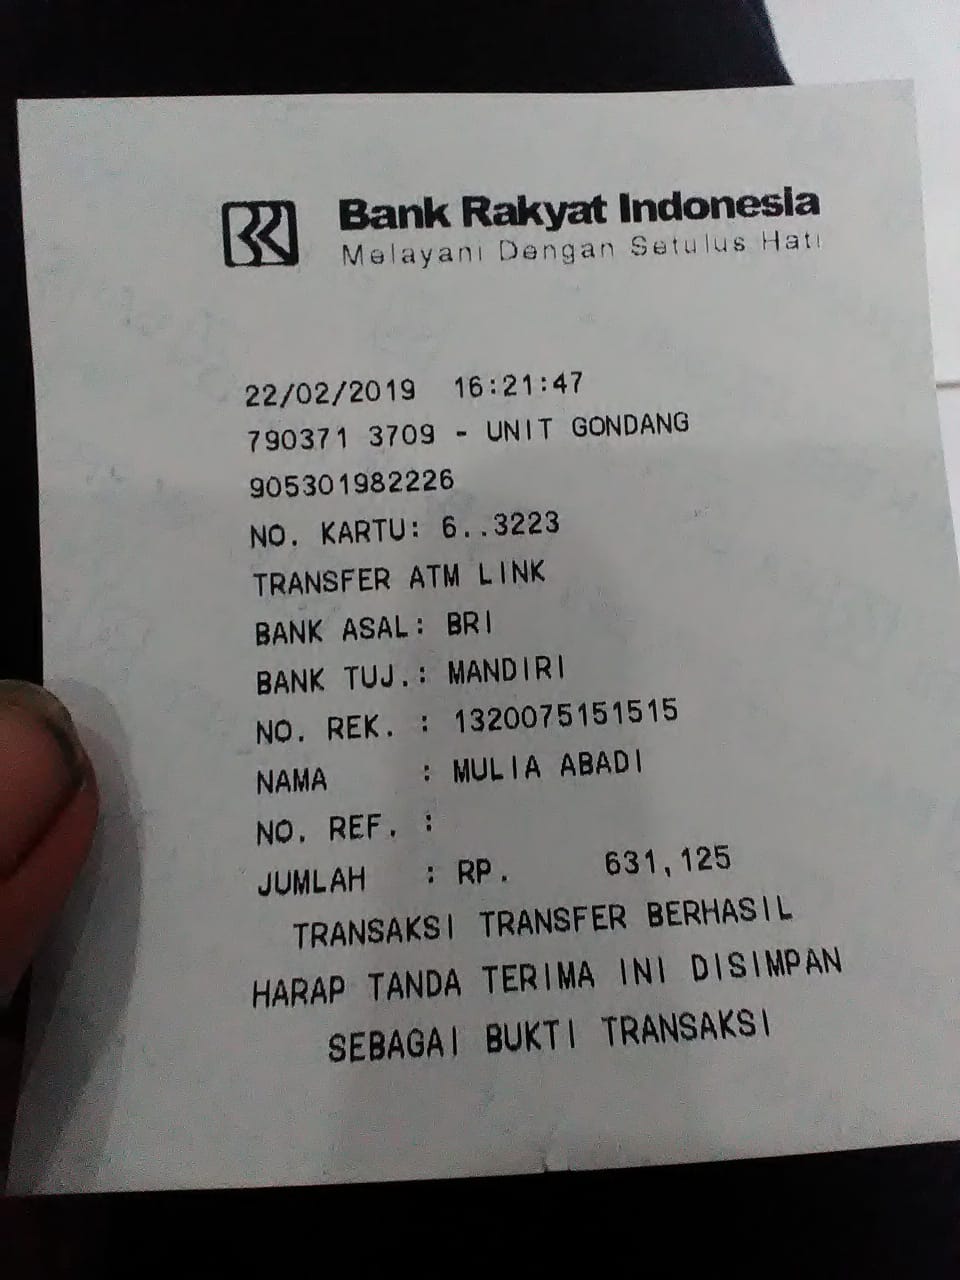 Bank Rakyat Indonesia
Melayani Dengan Setulus Hati
22/02/2019 16:21:47
790371 3709 - UNIT GONDANG
905301982226
NO. KARTU: 6..3223
TRANSFER ATM LINK
BANK ASAL: BRI
BANK TUJ.: MANDIRI
NO. REK. : 1320075151515
NAMA : MULIA ABADI
NO. REF. :
JUMLAH : RP. 631,125
TRANSAKSI TRANSFER BERHASIL
HARAP TANDA TERIMA INI DISIMPAN
SEBAGAI BUKTI TRANSAKSI